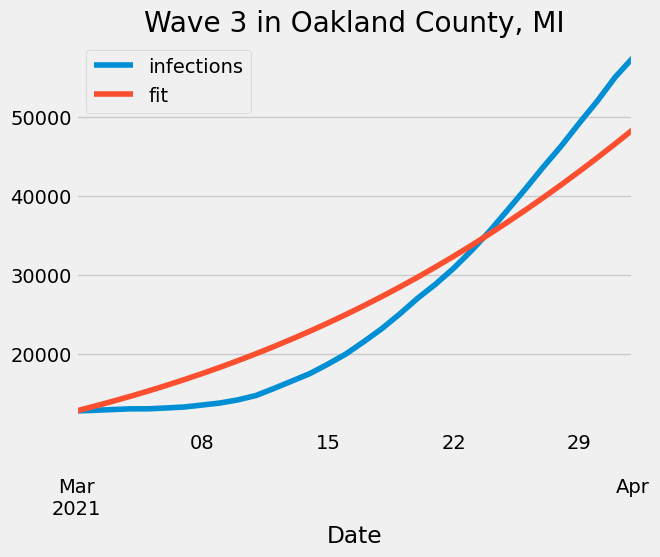 Wave 3 in Oakland County, MI
infections
fit
50000
40000
30000
20000
08 15 22 29
Mar Apr
2021
Date